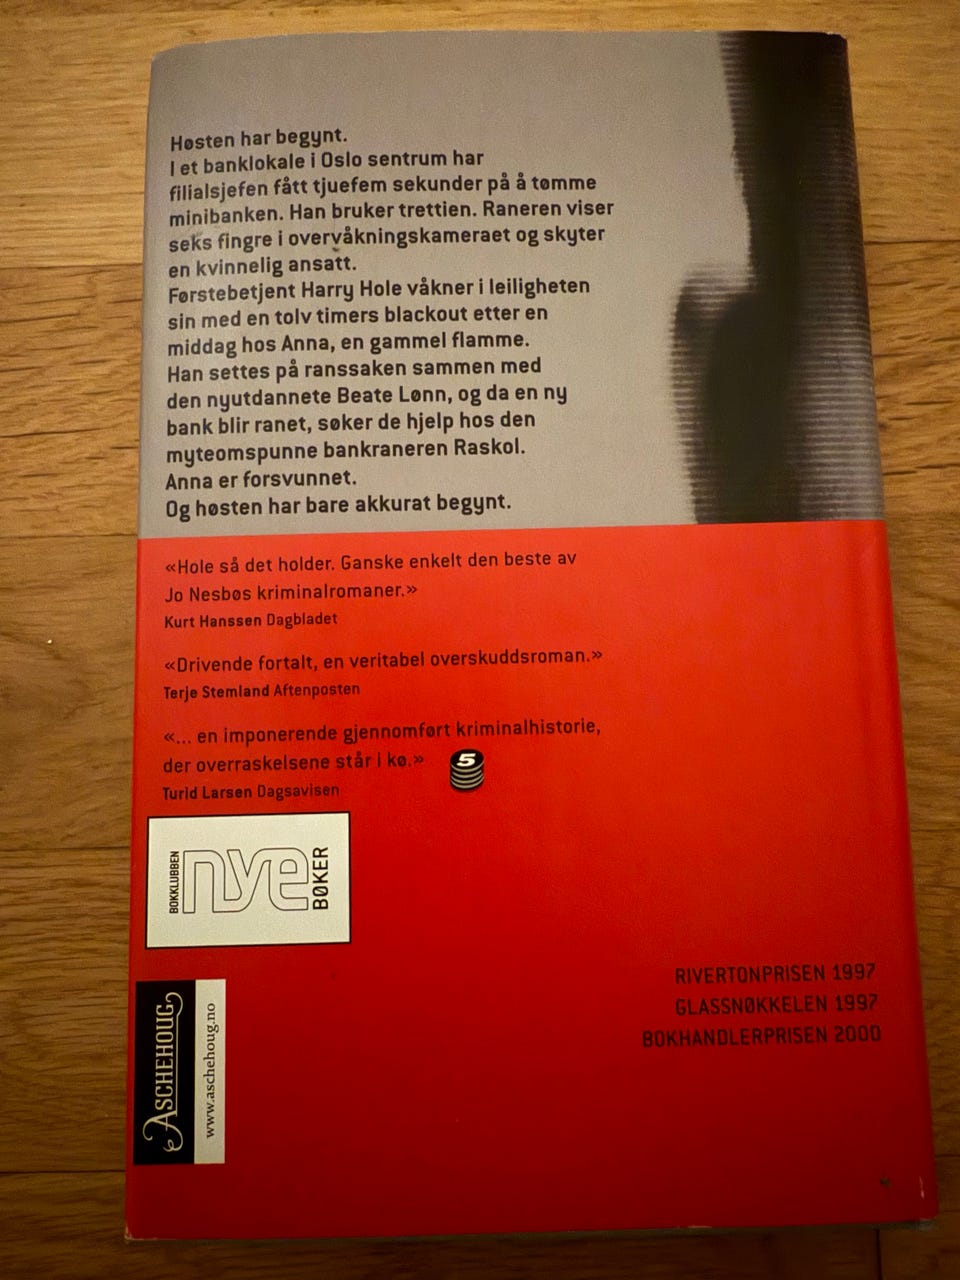 Høsten har begynt.
I et banklokale i Oslo sentrum har
filialsjefen fått tjuefem sekunder på å tømme
minibanken. Han bruker trettien. Raneren viser
seks fingre i overvåkningskameraet og skyter
en kvinnelig ansatt.
Førstebetjent Harry Hole våkner i leiligheten
sin med en tolv timers blackout etter en
middag hos Anna, en gammel flamme.
Han settes på ranssaken sammen med
den nyutdannete Beate Lønn, og da en ny
bank blir ranet, søker de hjelp hos den
myteomspunne bankraneren Raskol.
Anna er forsvunnet.
Og høsten har bare akkurat begynt.
«Hole så det holder. Ganske enkelt den beste av
Jo Nesbøs kriminalromaner.»
Kurt Hanssen Dagbladet
«Drivende fortalt, en veritabel overskuddsroman.»
Terje Stemland Aftenposten
«... en imponerende gjennomført kriminalhistorie,
der overraskelsene står i kø.»
5
Turid Larsen Dagsavisen
BOKKLUBBEN
nye
BØKER
RIVERTONPRISEN 1997
GLASSNØKKELEN 1997
BOKHANDLERPRISEN 2000
ASCHEHOUG
www.aschehoug.no